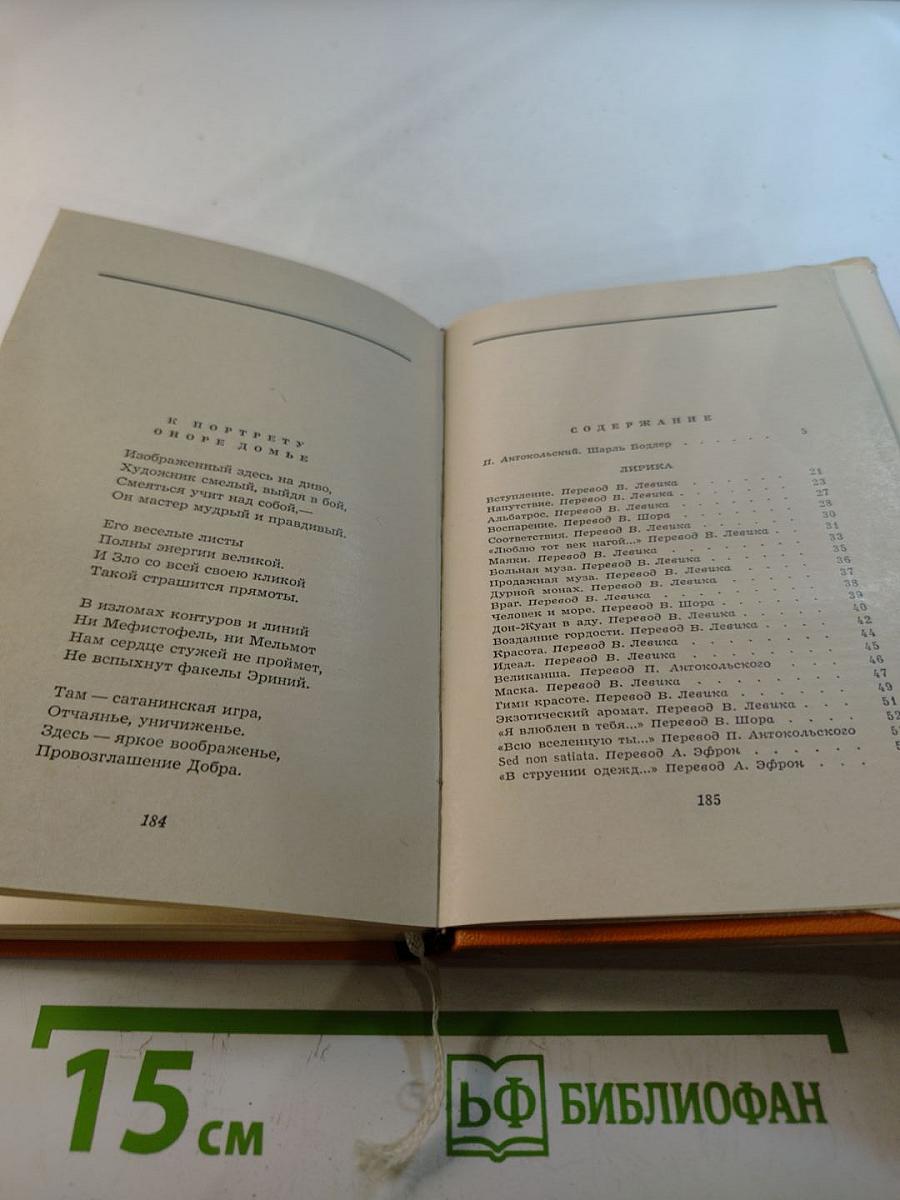 К ПОРТРЕТУ
ОНОРЕ ДОМЬЕ
Изображенный здесь на диво,
Художник смелый, выйдя в бой,
Смеяться учит над собой,—
Он мастер мудрый и правдивый.
Его веселые листы
Полны энергии великой.
И Зло со всей своею кликой
Такой страшится прямоты.
В изломах контуров и линий
Ни Мефистофель, ни Мельмот
Нам сердце стужей не проймет,
Не вспыхнут факелы Эриний.
Там — сатанинская игра,
Отчаянье, уничиженье.
Здесь — яркое воображенье,
Провозглашение Добра.
184
СОДЕРЖАНИЕ
П. Антокольский. Шарль Бодлер . . . . . . 5
ЛИРИКА
Вступление. Перевод В. Левика . . . . . . 21
Напутствие. Перевод В. Левика . . . . . . 23
Альбатрос. Перевод В. Левика . . . . . . 27
Воспарение. Перевод В. Шора . . . . . . 28
Соответствия. Перевод В. Левика . . . . . . 30
«Люблю тот век нагой...» Перевод В. Левика . . 31
Маяки. Перевод В. Левика . . . . . . 33
Вольная муза. Перевод В. Левика . . . . . . 35
Продажная муза. Перевод В. Левика . . . . . 36
Дурной монах. Перевод В. Левика . . . . . . 37
Враг. Перевод В. Левика . . . . . . 38
Человек и море. Перевод В. Шора . . . . . . 39
Дон-Жуан в аду. Перевод В. Левика . . . . . 40
Воздаяние гордости. Перевод В. Левика . . . . 42
Красота. Перевод В. Левика . . . . . . 44
Идеал. Перевод В. Левика . . . . . . 45
Великанша. Перевод П. Антокольского . . . . 46
Маска. Перевод В. Левика . . . . . . 47
Гимн красоте. Перевод В. Левика . . . . . . 49
Экзотический аромат. Перевод В. Левика . . . 51
«Я влюблен в тебя...» Перевод В. Шора . . . . 52
«Всю вселенную ты...» Перевод П. Антокольского
Sed non satiata. Перевод А. Эфрон . . . . . .
«В струении одежд...» Перевод А. Эфрон . . .
185
15 см
БФ БИБЛИОФАН